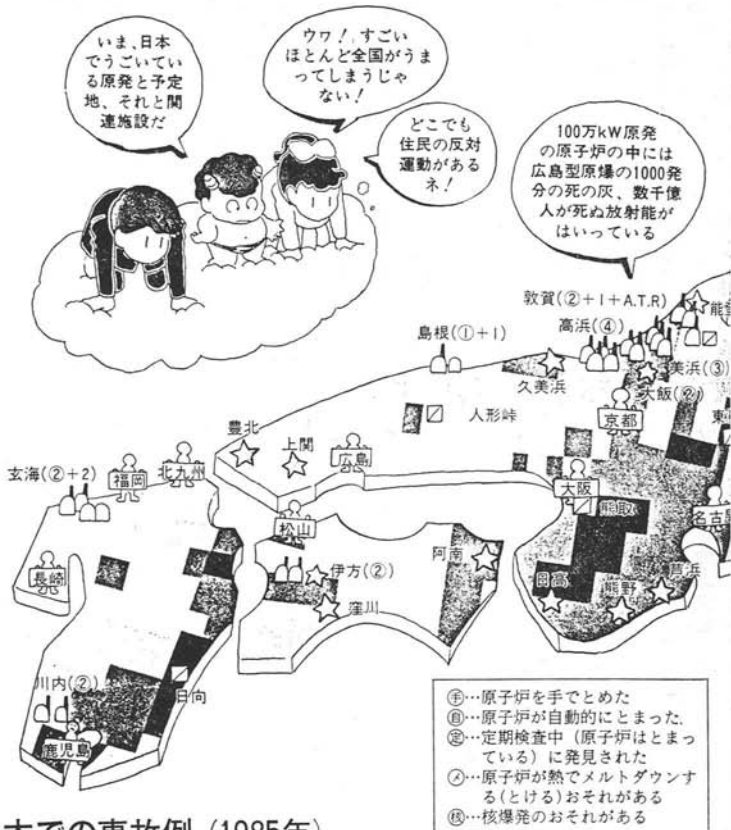 いま、日本
でうごいてい
る原発と予定
地、それと関
連施設だ
ウワ！すごい
ほとんど全国がうま
ってしまうじゃ
ない！
どこでも
住民の反対
運動がある
ネ！
100万kW原発
の原子炉の中には
広島型原爆の1000発
分の死の灰、数千億
人が死ぬ放射能が
はいっている
敦賀(②+1+A.T.R)
高浜(④)
島根(①+1)
美浜(③)
久美浜
大飯(②)
人形峠
京都
豊北
上関
広島
玄海(②+2)
福岡
北九州
大阪
熊取
名古
松山
伊方(②)
阿南
長崎
窪川
日高
熊野
芦浜
川内(②)
日向
鹿児島
㊍…原子炉を手でとめた
自…原子炉が自動的にとまった.
定…定期検査中（原子炉はとまっ
ている）に発見された
メ…原子炉が熱でメルトダウンす
る(とける)おそれがある
核…核爆発のおそれがある
本での事故例（1985年）